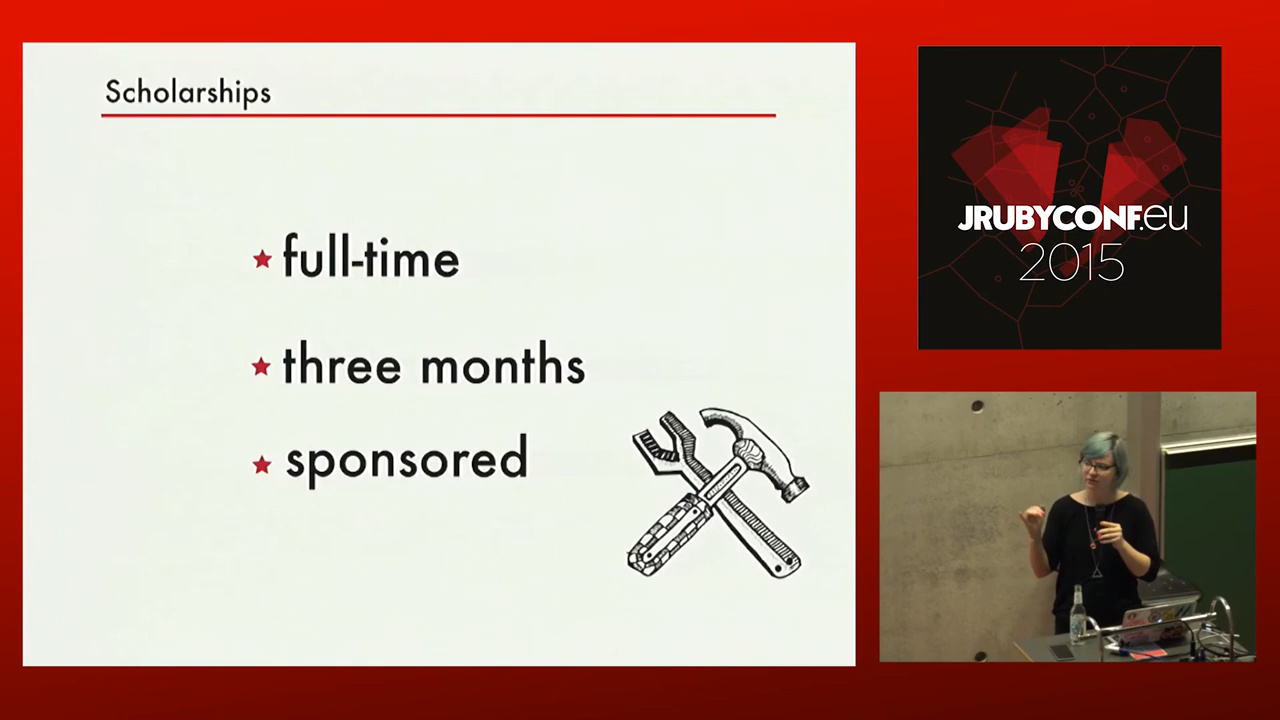 Scholarships
★ full-time
★ three months
★ sponsored
JRUBYCONF.eu
2015